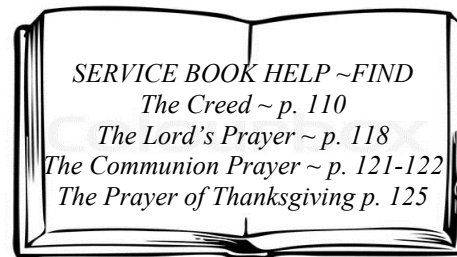 SERVICE BOOK HELP ~FIND
The Creed ~ p. 110
The Lord's Prayer ~ p. 118
The Communion Prayer ~ p. 121-122
The Prayer of Thanksgiving p. 125